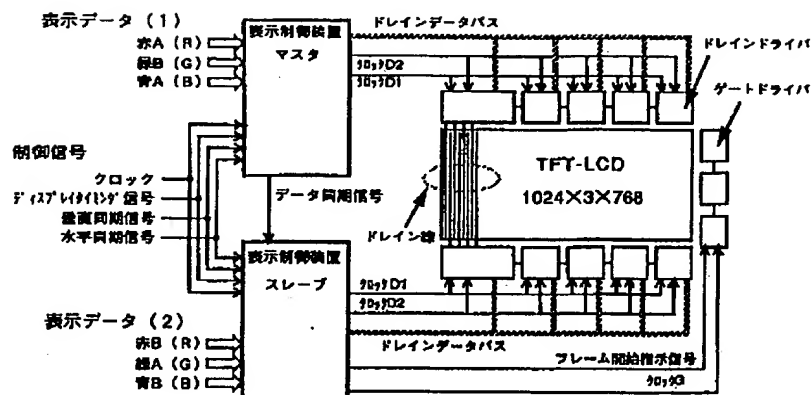 表示データ (1)
赤A (R)
緑B (G)
青A (B)
表示制御装置
マスタ
ドレインデータバス
クロックD2
クロックD1
ドレインドライバ
ゲートドライバ
制御信号
クロック
ディスプレイタイミング信号
垂直同期信号
水平同期信号
データ同期信号
TFT-LCD
1024×3×768
ドレイン線
表示制御装置
スレーブ
クロックD1
クロックD2
ドレインデータバス
フレーム開始指示信号
クロックG
表示データ (2)
赤B (R)
緑A (G)
青B (B)